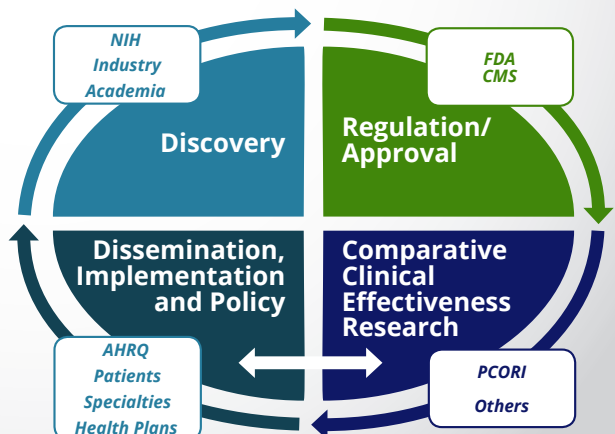 NIH
Industry
Academia
FDA
CMS
Discovery
Regulation/
Approval
Dissemination,
Implementation
and Policy
Comparative
Clinical
Effectiveness
Research
AHRQ
Patients
Specialties
Health Plans
PCORI
Others